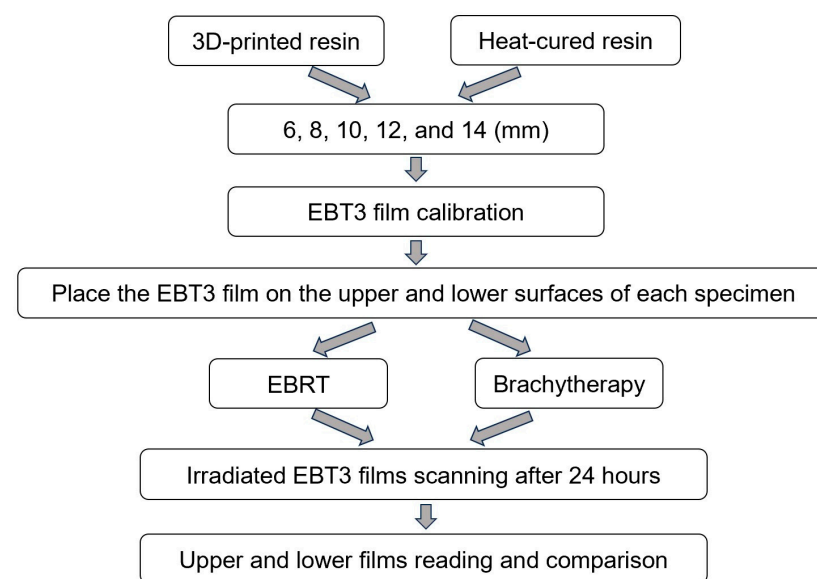 3D-printed resin
Heat-cured resin
6, 8, 10, 12, and 14 (mm)
EBT3 film calibration
Place the EBT3 film on the upper and lower surfaces of each specimen
EBRT
Brachytherapy
Irradiated EBT3 films scanning after 24 hours
Upper and lower films reading and comparison